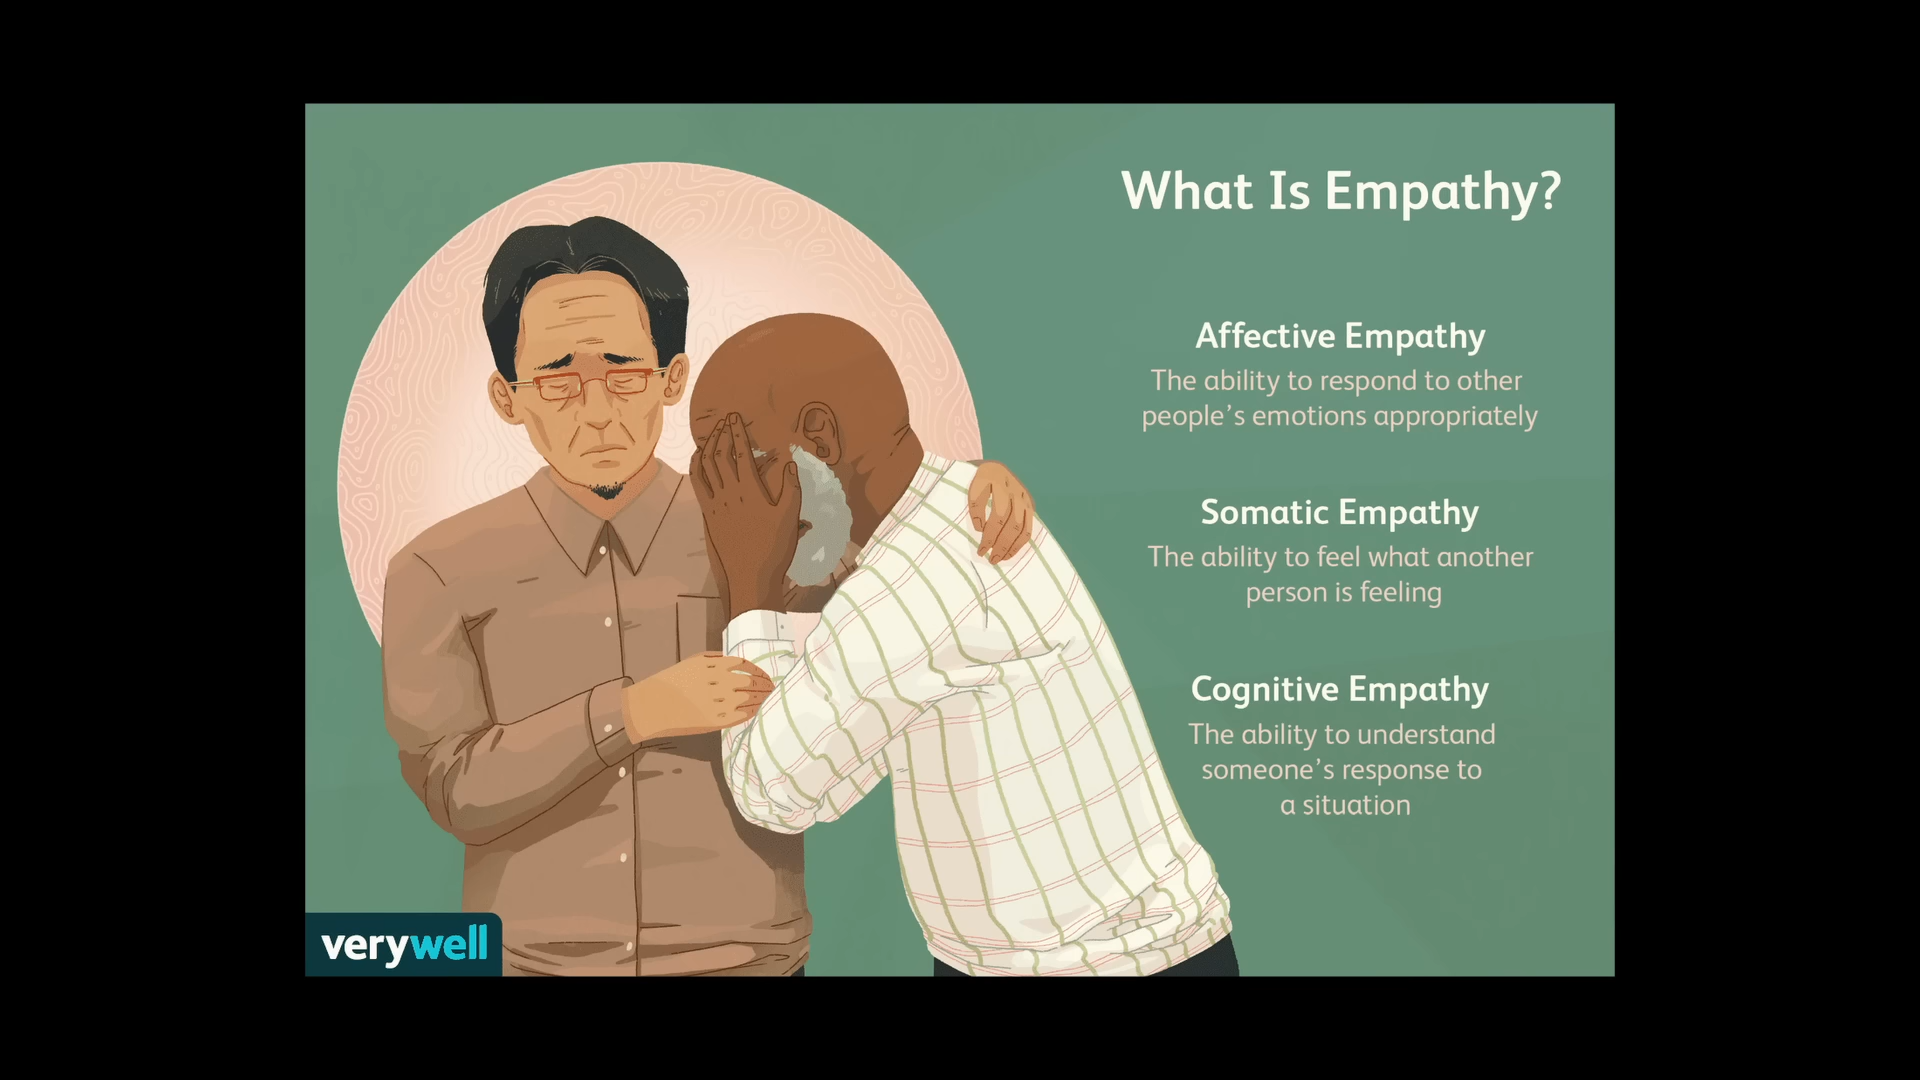 What Is Empathy?
Affective Empathy
The ability to respond to other
people’s emotions appropriately
Somatic Empathy
The ability to feel what another
person is feeling
Cognitive Empathy
The ability to understand
someone’s response to
a situation
verywell